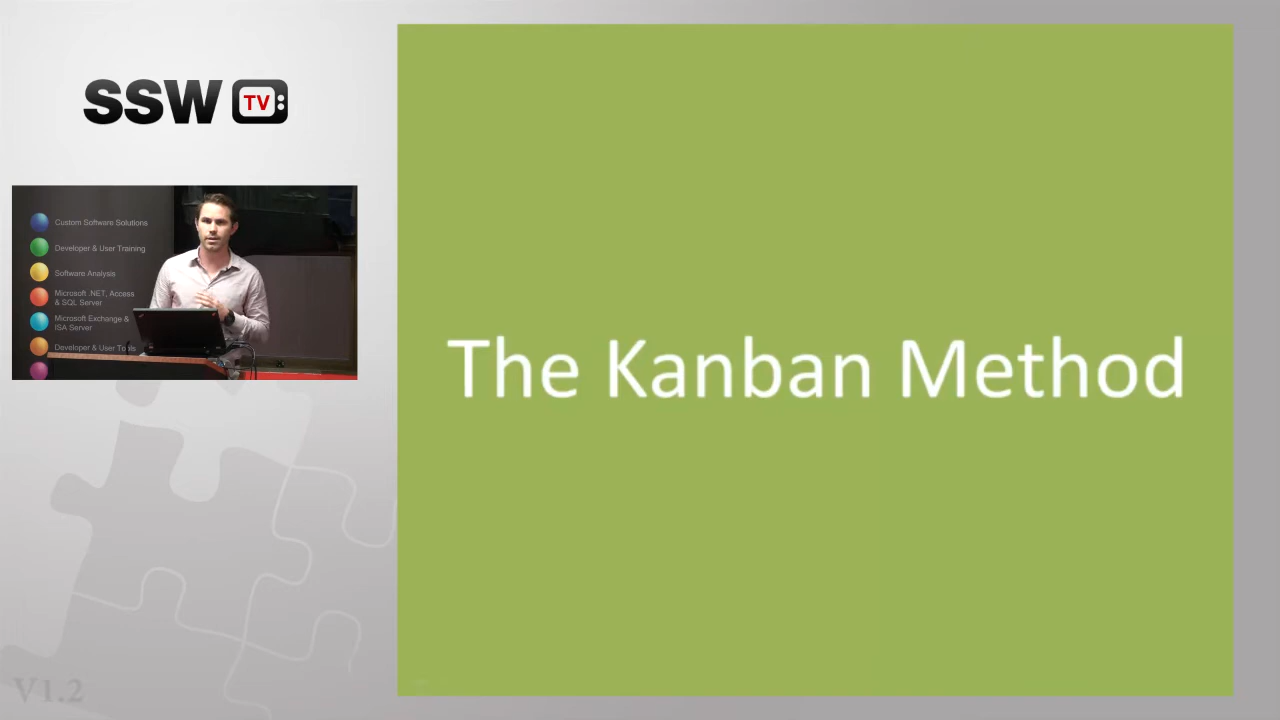 SSW TV
Custom Software Solutions
Developer & User Training
Software Analysis
Microsoft .NET, Access
& SQL Server
Microsoft Exchange &
ISA Server
Developer & User Tools
The Kanban Method
V1.2